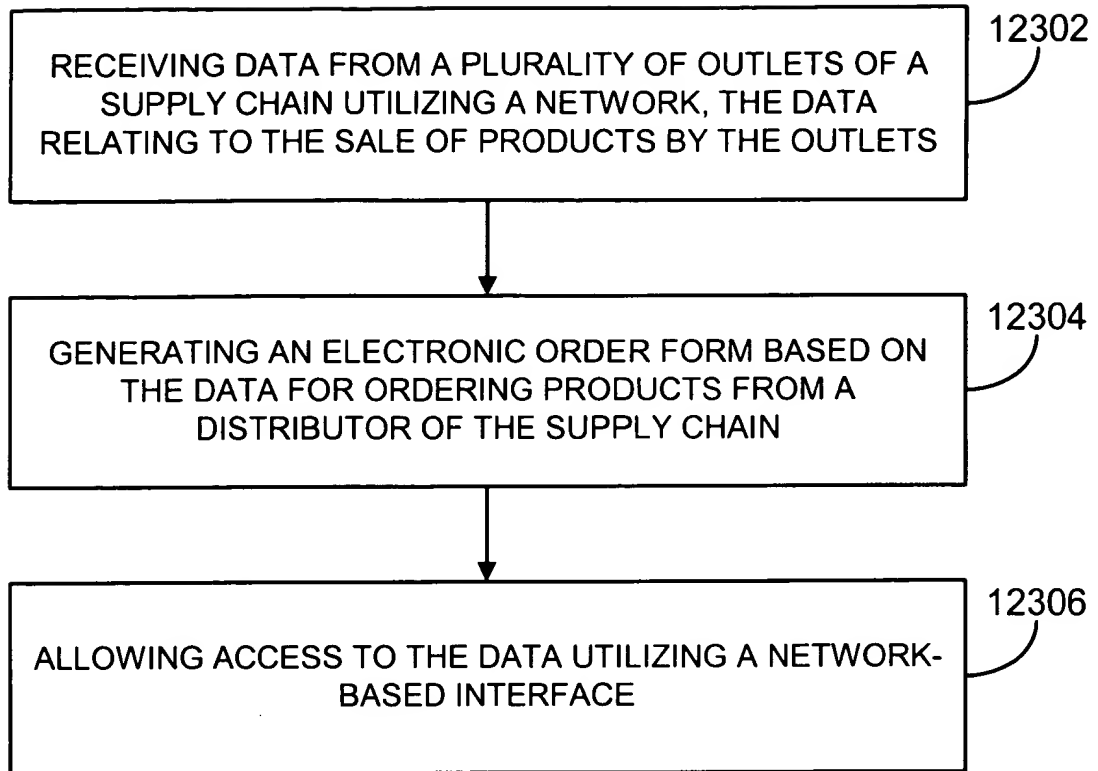 12302
RECEIVING DATA FROM A PLURALITY OF OUTLETS OF A
SUPPLY CHAIN UTILIZING A NETWORK, THE DATA
RELATING TO THE SALE OF PRODUCTS BY THE OUTLETS
12304
GENERATING AN ELECTRONIC ORDER FORM BASED ON
THE DATA FOR ORDERING PRODUCTS FROM A
DISTRIBUTOR OF THE SUPPLY CHAIN
12306
ALLOWING ACCESS TO THE DATA UTILIZING A NETWORK-
BASED INTERFACE